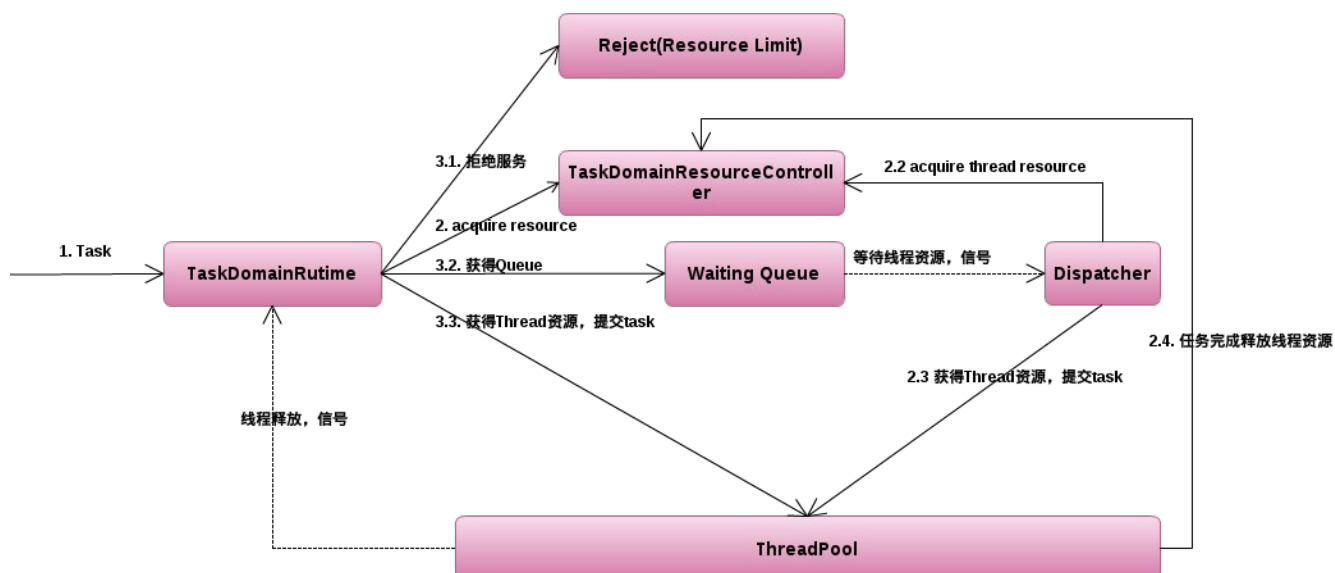 Reject(Resource Limit)
3.1. 拒绝服务
TaskDomainResourceControll
er
2.2 acquire thread resource
2. acquire resource
1. Task
TaskDomainRutime
3.2. 获得Queue
Waiting Queue
等待线程资源，信号
Dispatcher
3.3. 获得Thread资源，提交task
2.4. 任务完成释放线程资源
2.3 获得Thread资源，提交task
线程释放，信号
ThreadPool